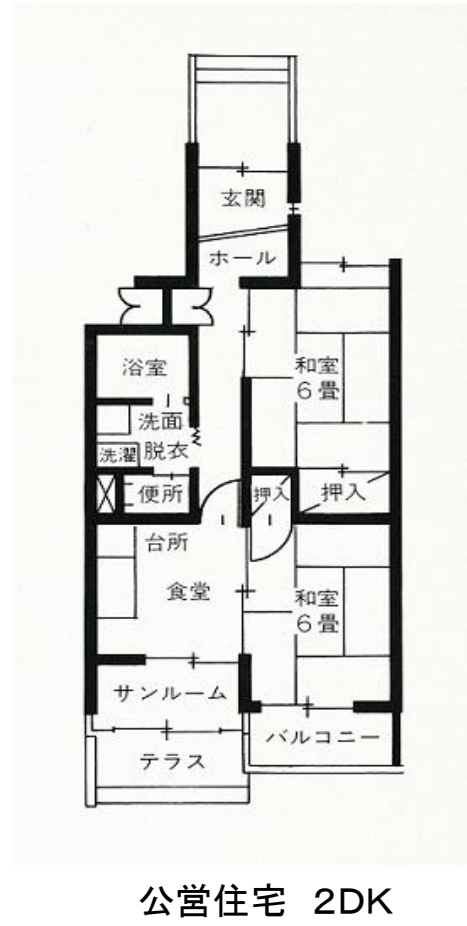 玄関
ホール
浴室
和室
6畳
洗面
脱衣
洗濯
便所
押入
押入
台所
食堂
和室
6畳
サンルーム
バルコニー
テラス
公営住宅 2DK